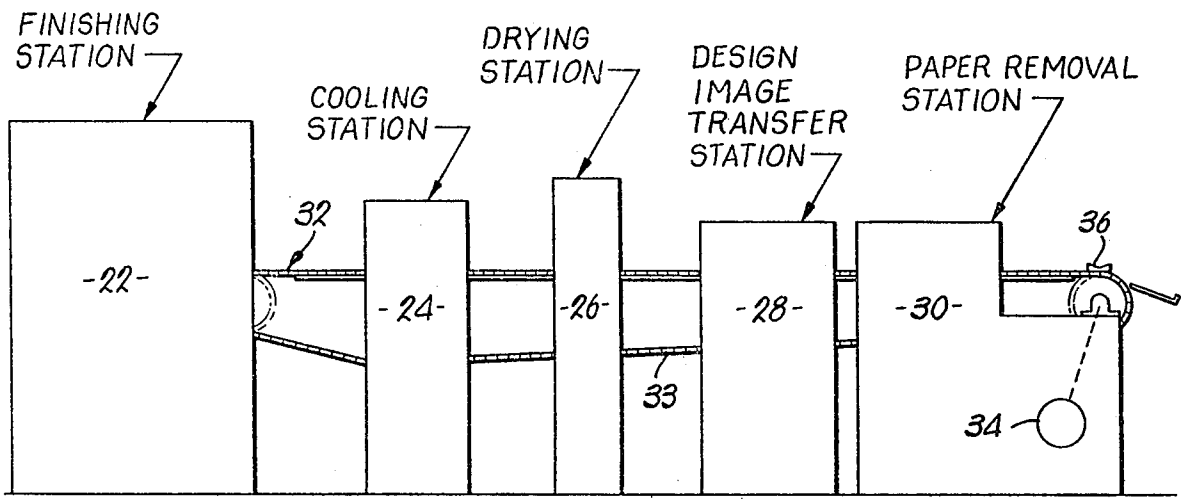 FINISHING
STATION
COOLING
STATION
DRYING
STATION
DESIGN
IMAGE
TRANSFER
STATION
PAPER REMOVAL
STATION
32
36
-22-
-24-
-26-
-28-
-30-
33
34